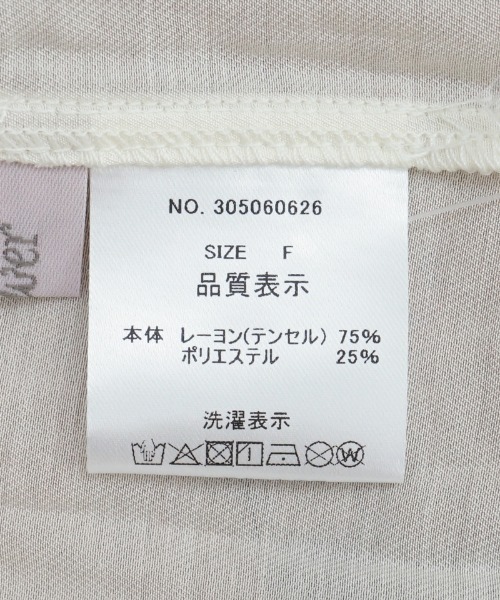 NO. 305060626
SIZE F
品質表示
本体 レーヨン(テンセル) 75%
ポリエステル 25%
洗濯表示
W